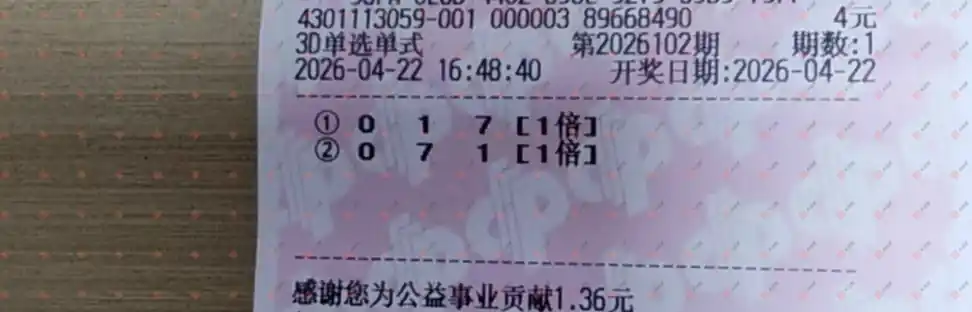 4301113059-001 000003 89668490 4元
3D单选单式 第2026102期 期数:1
2026-04-22 16:48:40 开奖日期:2026-04-22
① 0 1 7 [1倍]
② 0 7 1 [1倍]
感谢您为公益事业贡献1.36元